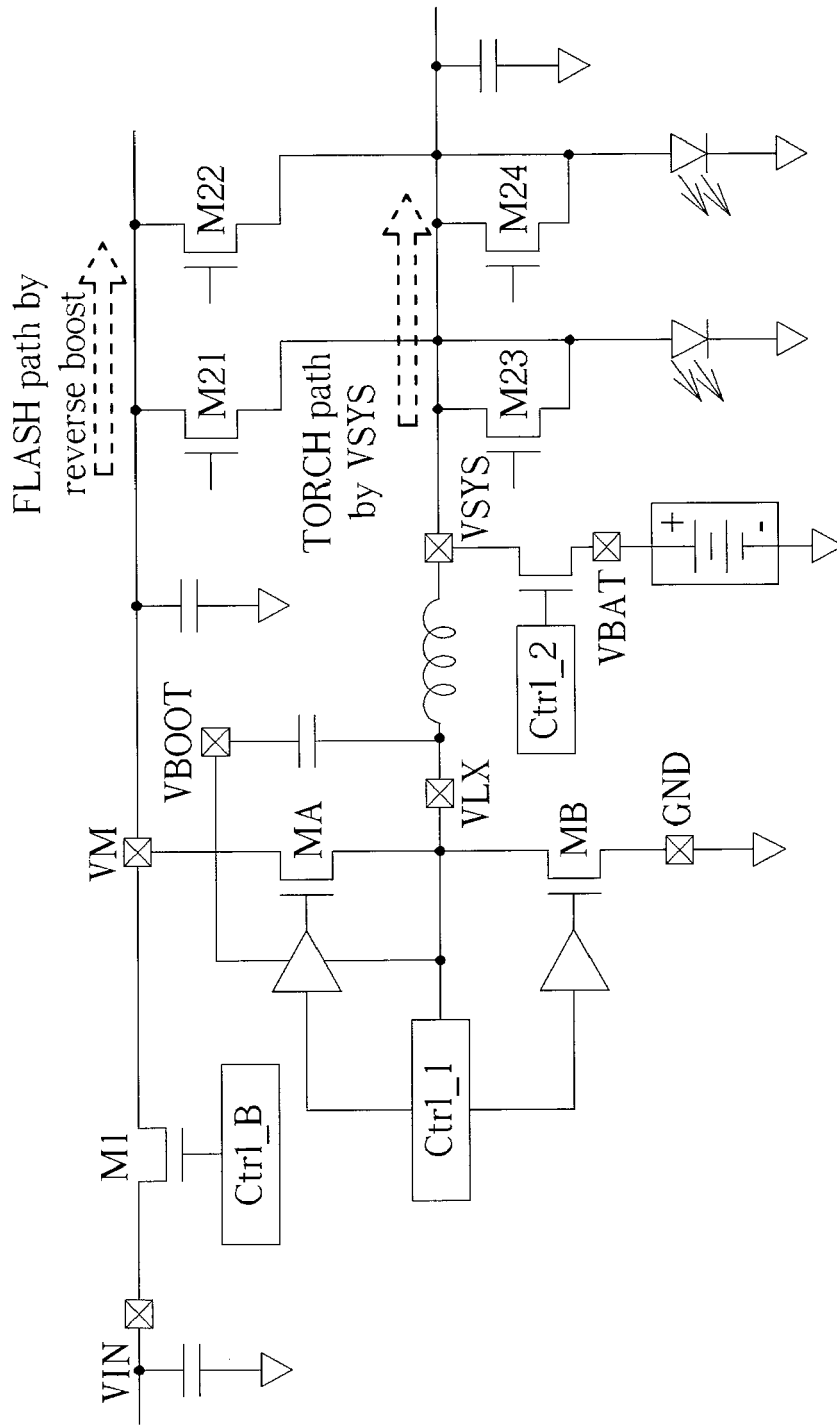 FLASH path by
reverse boost
VIN
M1
VM
VBOOT
M21
M22
Ctrl_B
TORCH path
by VSYS
MA
Ctrl_1
VLX
VSYS
M23
M24
MB
Ctrl_2
GND
VBAT
+
-